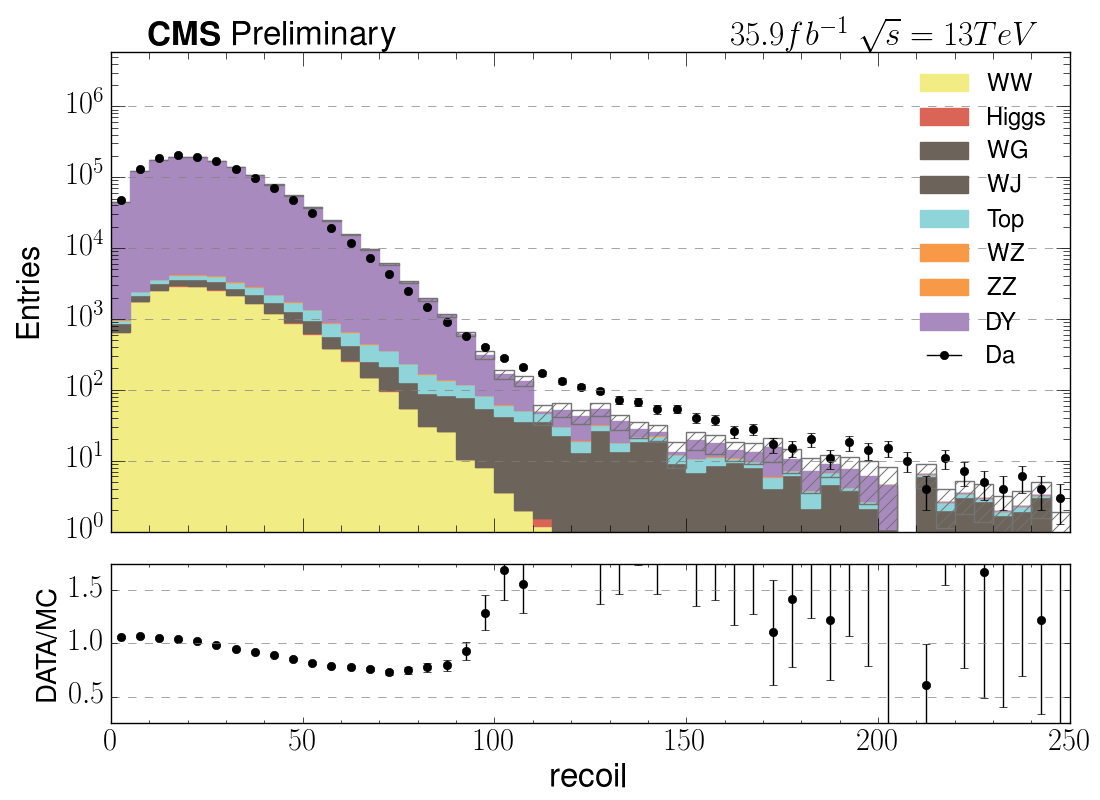 CMS Preliminary 35.9fb⁻¹ √s = 13TeV
WW
Higgs
WG
WJ
Top
WZ
ZZ
DY
Da
Entries
10⁶
10⁵
10⁴
10³
10²
10¹
10⁰
DATA/MC
1.5
1.0
0.5
0 50 100 150 200 250
recoil